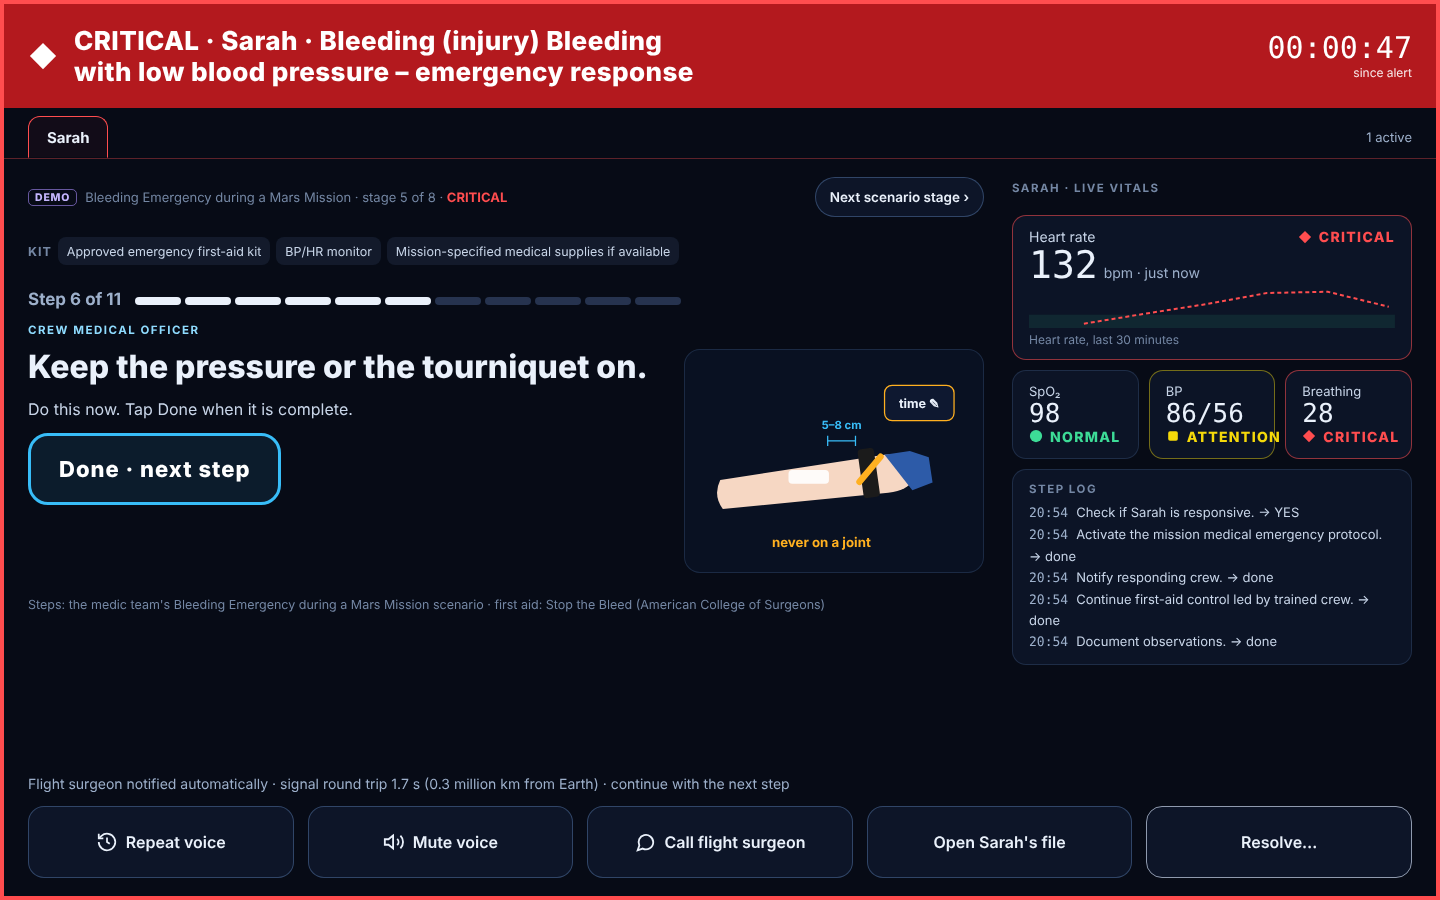 CRITICAL · Sarah · Bleeding (injury) Bleeding
with low blood pressure – emergency response
00:00:47
since alert
Sarah
1 active
DEMO Bleeding Emergency during a Mars Mission · stage 5 of 8 · CRITICAL
Next scenario stage ›
KIT Approved emergency first-aid kit BP/HR monitor Mission-specified medical supplies if available
Step 6 of 11
CREW MEDICAL OFFICER
Keep the pressure or the tourniquet on.
Do this now. Tap Done when it is complete.
Done · next step
time ✎
5–8 cm
never on a joint
Steps: the medic team's Bleeding Emergency during a Mars Mission scenario · first aid: Stop the Bleed (American College of Surgeons)
SARAH · LIVE VITALS
Heart rate
CRITICAL
132 bpm · just now
Heart rate, last 30 minutes
SpO₂
98
NORMAL
BP
86/56
ATTENTION
Breathing
28
CRITICAL
STEP LOG
20:54 Check if Sarah is responsive. → YES
20:54 Activate the mission medical emergency protocol.
→ done
20:54 Notify responding crew. → done
20:54 Continue first-aid control led by trained crew. →
done
20:54 Document observations. → done
Flight surgeon notified automatically · signal round trip 1.7 s (0.3 million km from Earth) · continue with the next step
Repeat voice
Mute voice
Call flight surgeon
Open Sarah's file
Resolve...